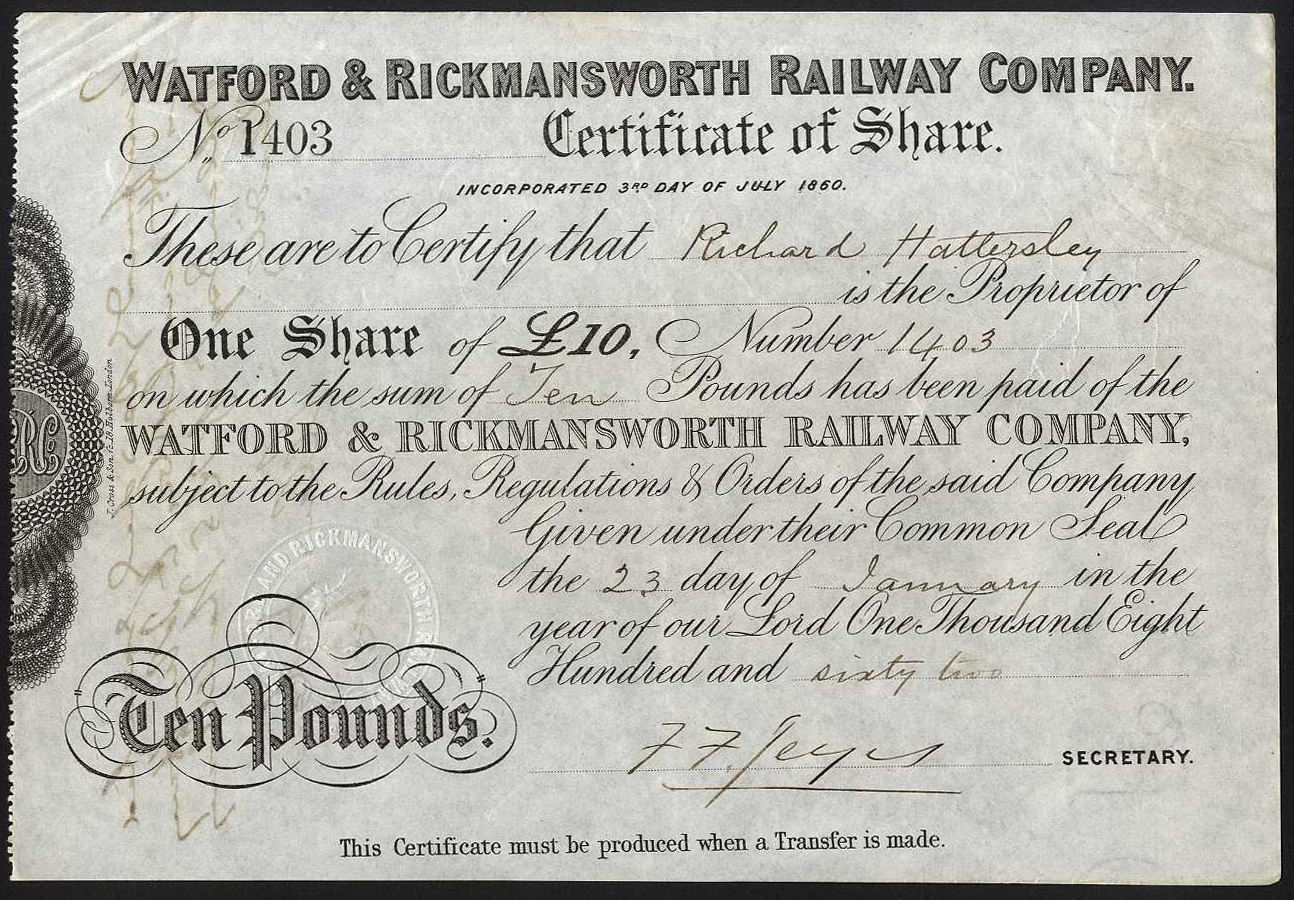 WATFORD & RICKMANSWORTH RAILWAY COMPANY.
No. 1403 Certificate of Share.
INCORPORATED 3RD DAY OF JULY 1860.
These are to Certify that Richard Hattersley
is the Proprietor of
One Share of £10, Number 1403
on which the sum of Ten Pounds has been paid of the
WATFORD & RICKMANSWORTH RAILWAY COMPANY,
subject to the Rules, Regulations & Orders of the said Company
Given under their Common Seal
the 23 day of January in the
year of our Lord One Thousand Eight
Hundred and sixty two
AND RICKMANSWORTH
Ten Pounds.
F F Jeyes SECRETARY.
This Certificate must be produced when a Transfer is made.